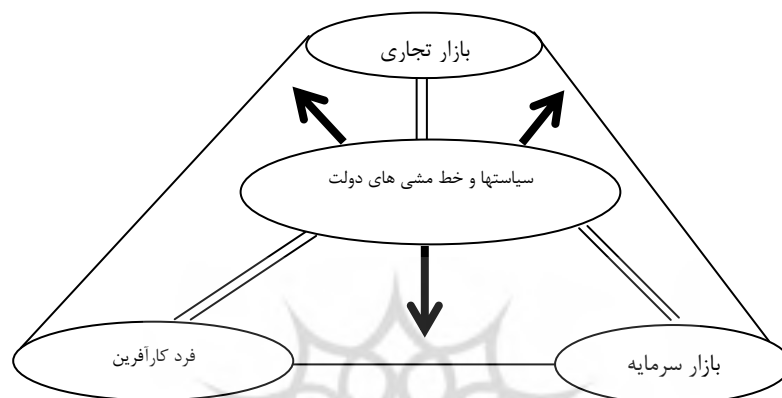 بازار تجاری
سیاستها و خط مشی های دولت
فرد کارآفرین
بازار سرمایه